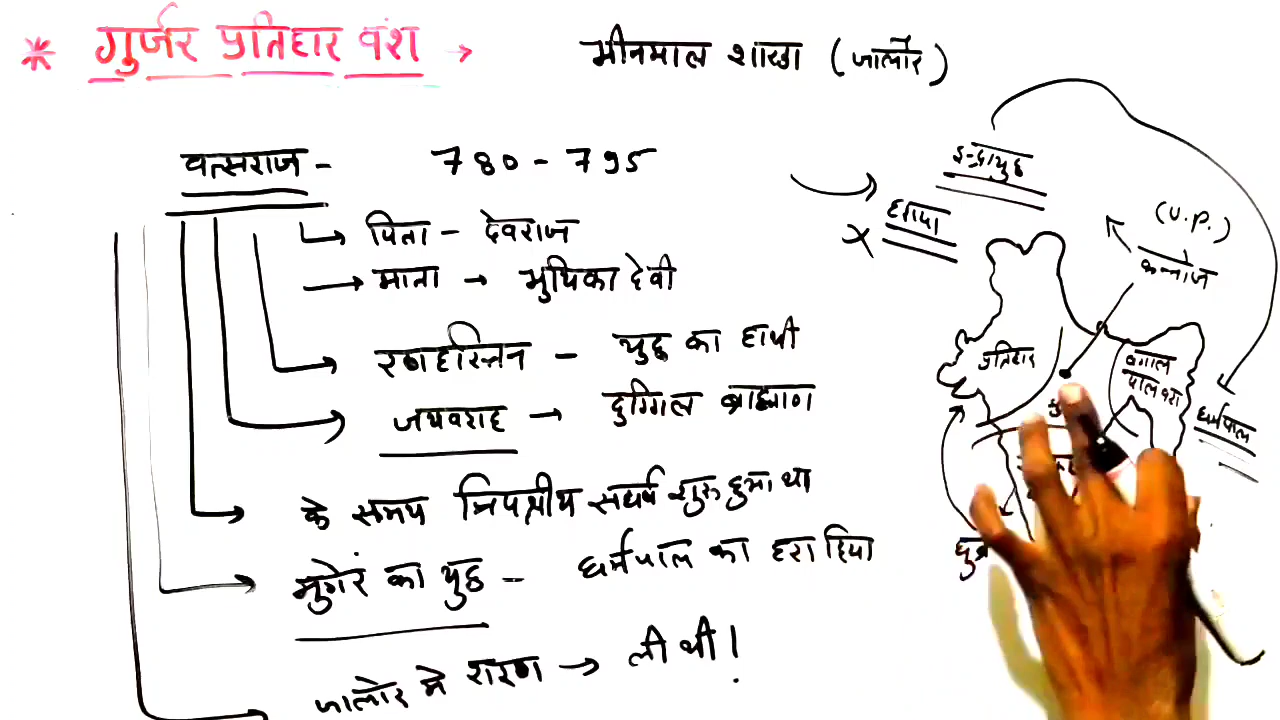 * गुर्जर प्रतिहार वंश → भीनमाल शाखा (जालौर)
वत्सराज - 780 - 795
→ पिता - देवराज
→ माता → भुयिका देवी
→ रणहस्तिन - युद्ध का हाथी
→ जयवराह → दुग्गिल ब्राह्मण
→ के समय त्रिपक्षीय संघर्ष शुरू हुआ था
→ मुगेरं का युद्ध - धर्मपाल का हरा दिया
→ जालोर मे शरण → ली थी!
इन्द्रायुद्ध
हराया
X
(U.P.)
कन्नोज
प्रतिहार
बंगाल
पाल वंश
धर्मपाल